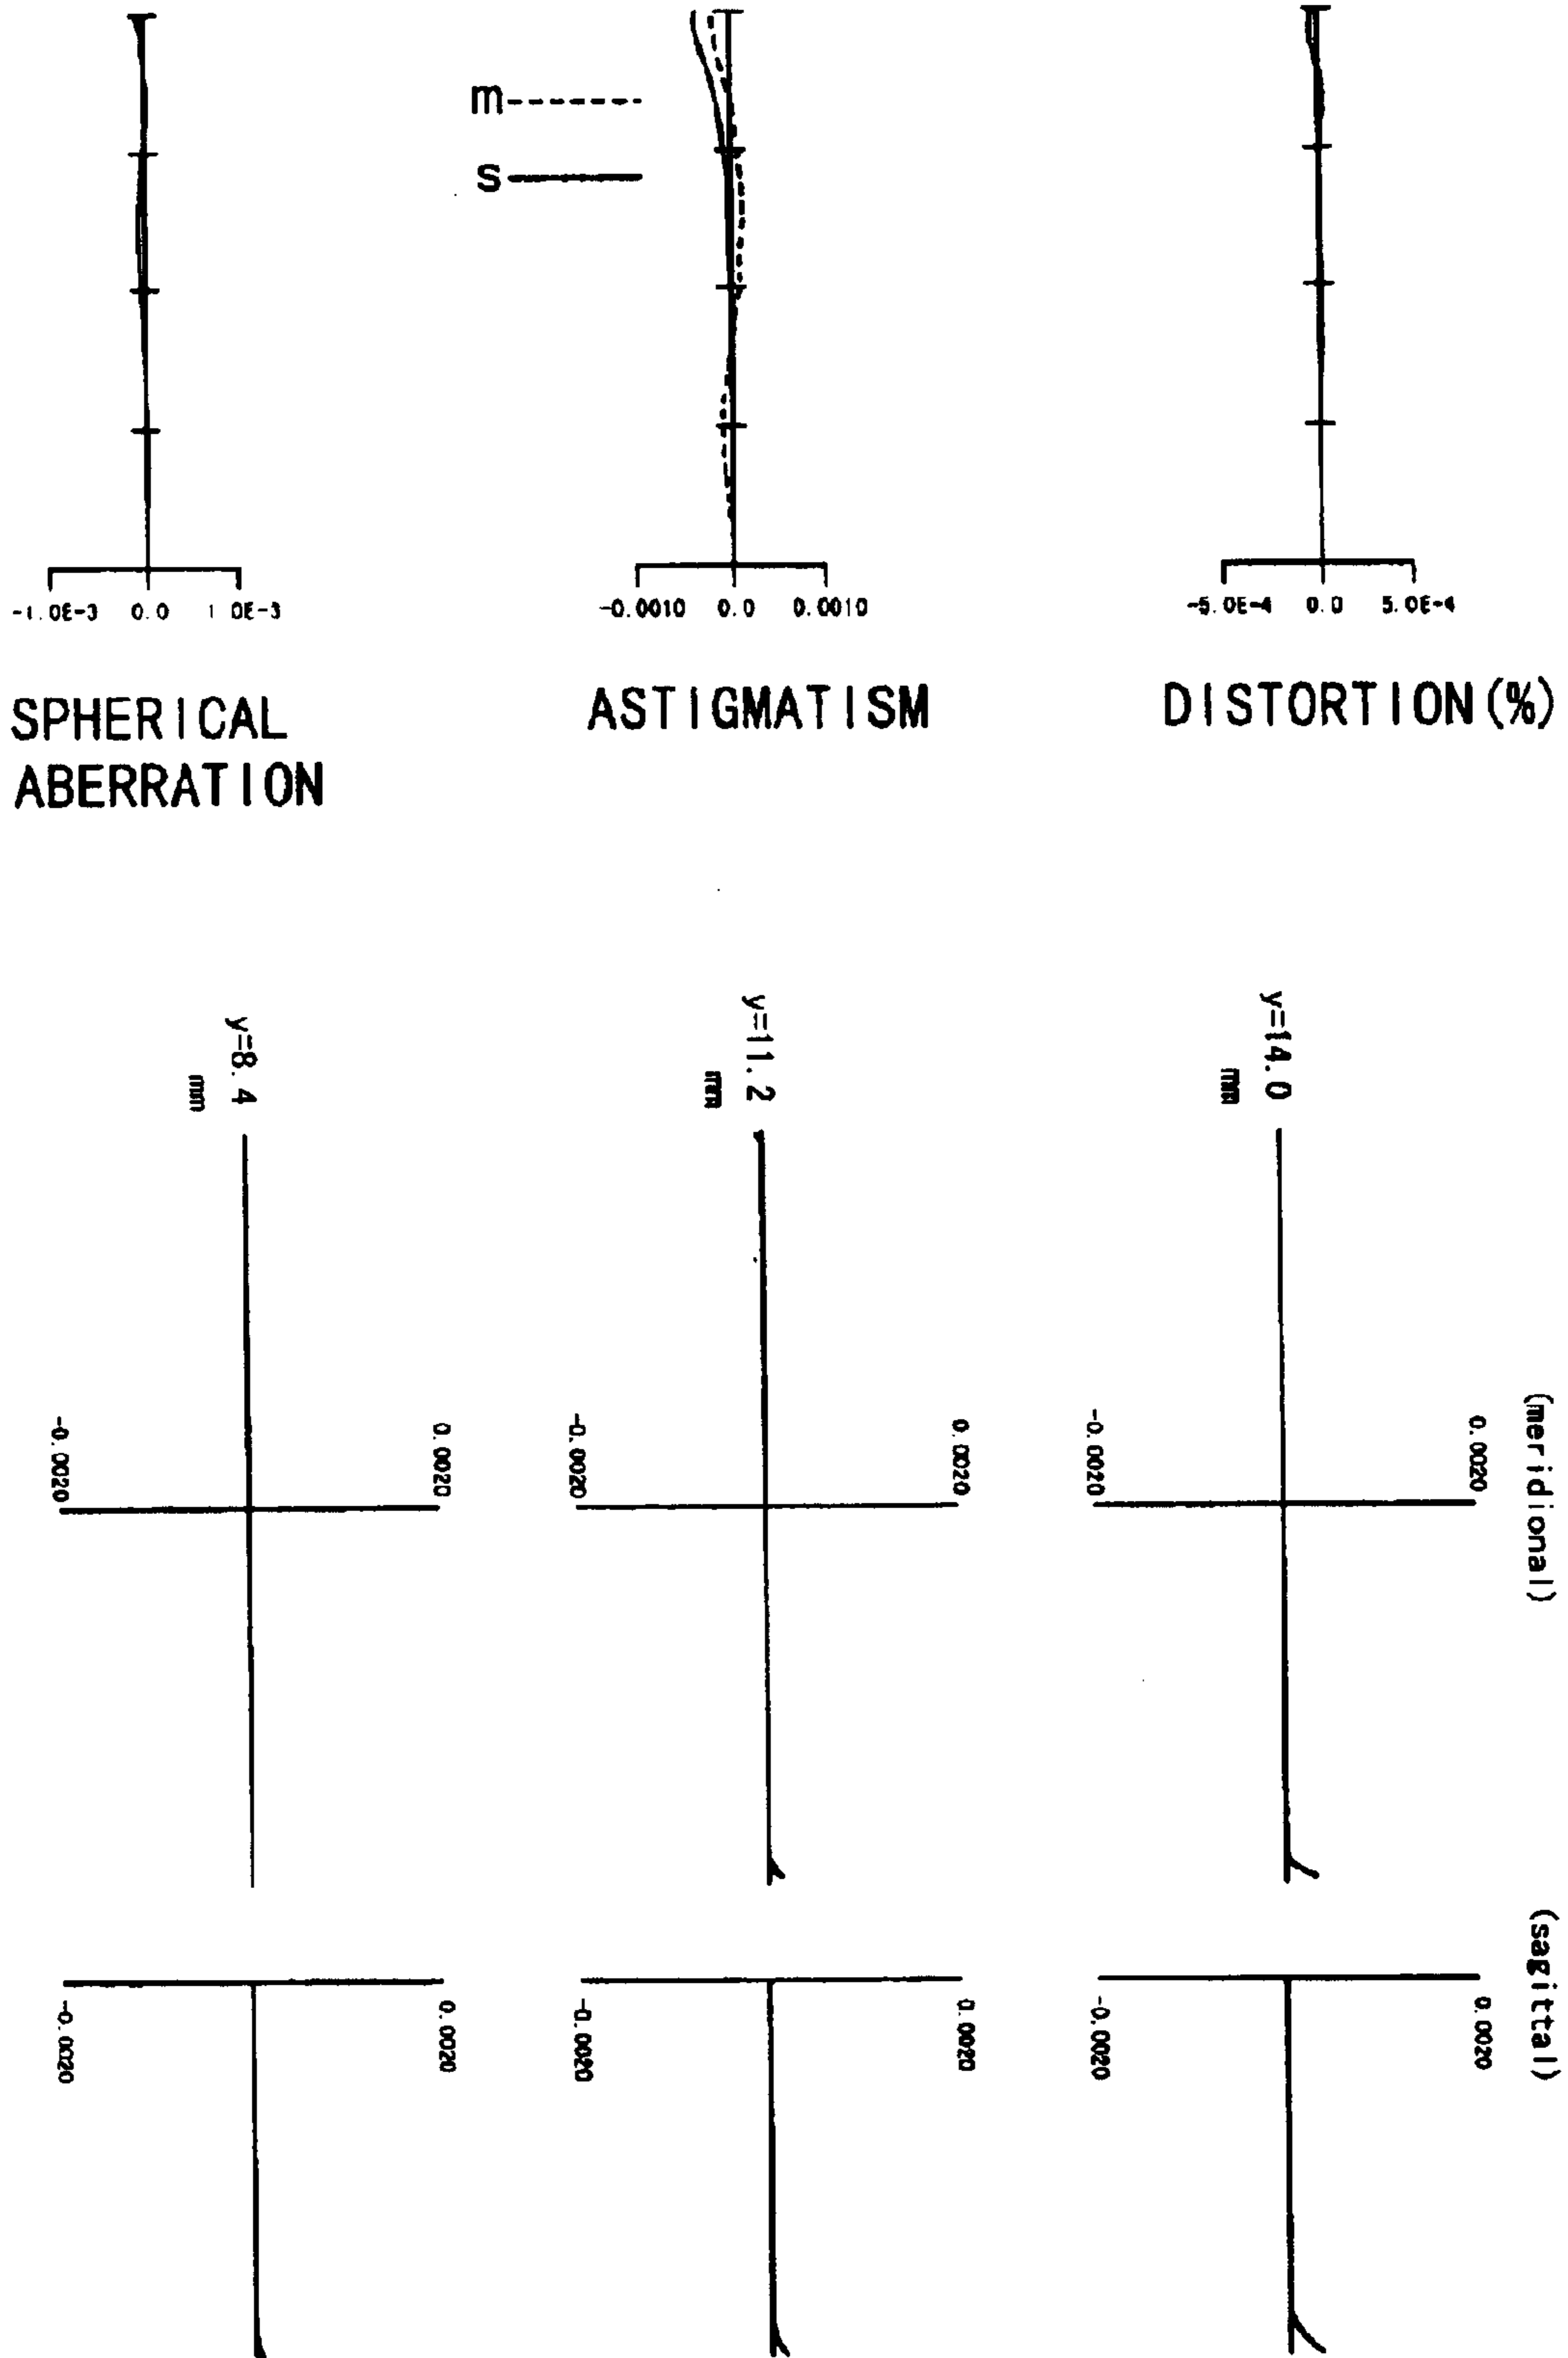 m
s
-1.0E-3 0.0 1 0E-3
-0.0010 0.0 0.0010
-5.0E-4 0.0 5.0E-4
SPHERICAL
ABERRATION
ASTIGMATISM
DISTORTION(%)
y=8.4
mm
y=11.2
mm
y=14.0
mm
-0.0020
0.0020
-0.0020
0.0020
-0.0020
0.0020
(meridional)
-0.0020
0.0020
-0.0020
0.0020
-0.0020
0.0020
(sagittal)